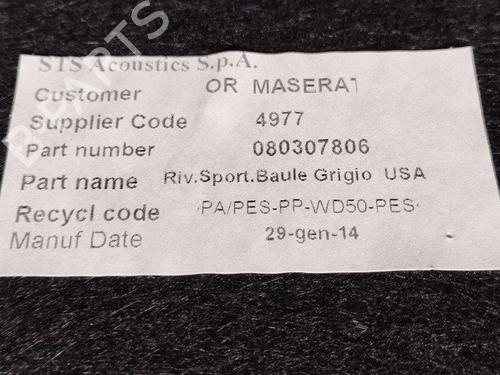 STS Acoustics S.p.A.
Customer OR MASERAT
Supplier Code 4977
Part number 080307806
Part name Riv.Sport.Baule Grigio USA
Recycl code PA/PES-PP-WD50-PES
Manuf Date 29-gen-14